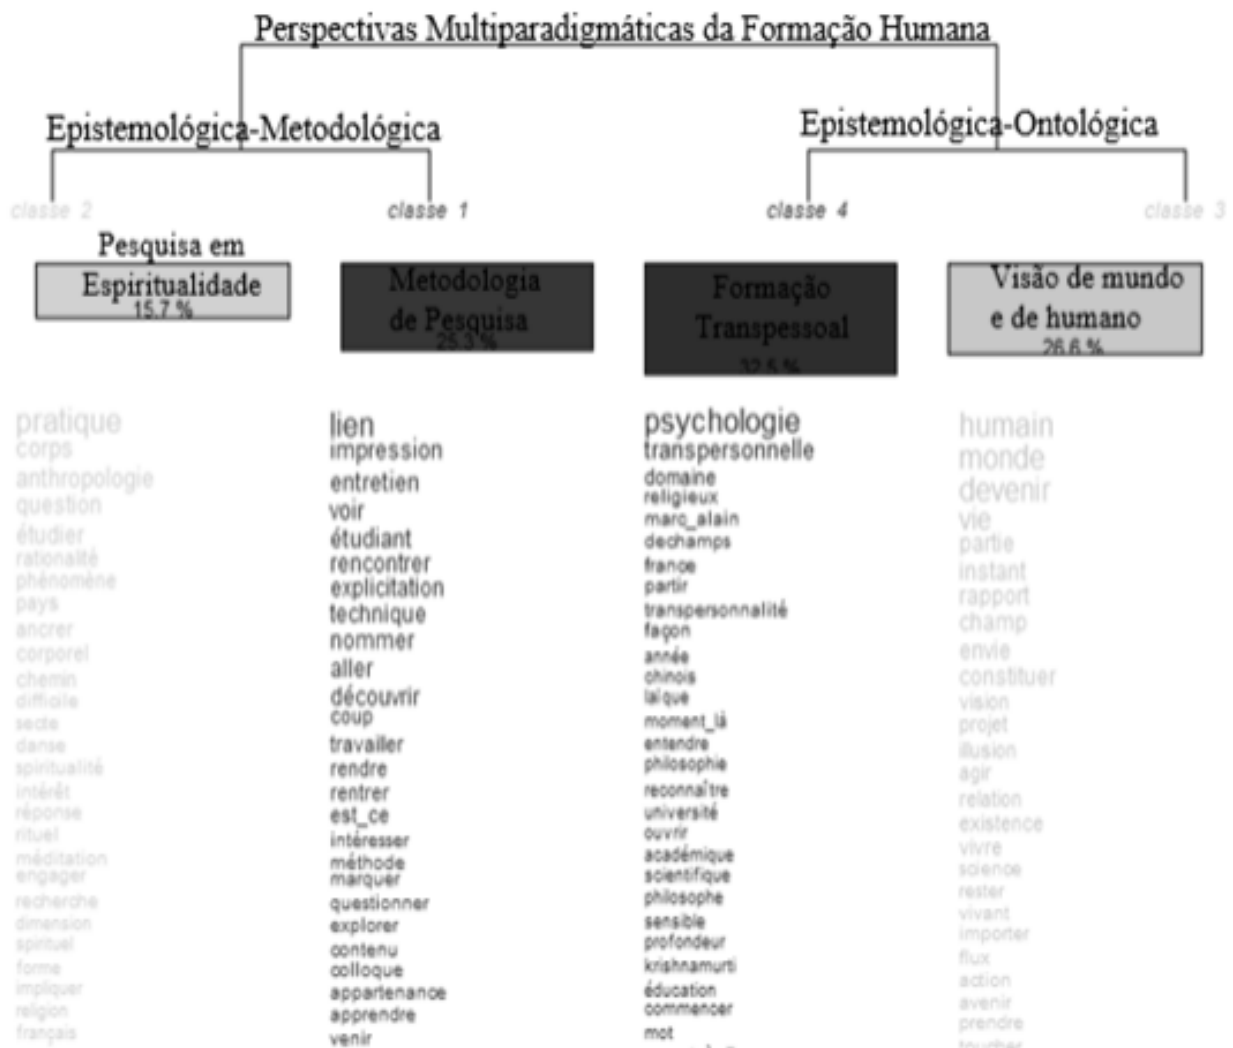 Perspectivas Multiparadigmáticas da Formação Humana
Epistemológica-Metodológica
Epistemológica-Ontológica
classe 2
classe 1
classe 4
classe 3
Pesquisa em
Espiritualidade
15.7 %
Metodologia
de Pesquisa
25.3 %
Formação
Transpessoal
32.5 %
Visão de mundo
e de humano
26.6 %
pratique
corps
anthropologie
question
étudier
rationalité
phénomène
pays
ancrer
corporel
chemin
difficile
secte
danse
spiritualité
intérêt
réponse
rituel
méditation
engager
recherche
dimension
spirituel
forme
impliquer
religion
français
lien
impression
entretien
voir
étudiant
rencontrer
explicitation
technique
nommer
aller
découvrir
coup
travailler
rendre
rentrer
est_ce
intéresser
méthode
marquer
questionner
explorer
contenu
colloque
appartenance
apprendre
venir
psychologie
transpersonnelle
domaine
religieux
marc_alain
dechamps
france
partir
transpersonnalité
façon
année
chinois
laïque
moment_là
entendre
philosophie
reconnaître
université
ouvrir
académique
scientifique
philosophe
sensible
profondeur
krishnamurti
éducation
commencer
mot
humain
monde
devenir
vie
partie
instant
rapport
champ
envie
constituer
vision
projet
illusion
agir
relation
existence
vivre
science
rester
vivant
importer
flux
action
avenir
prendre
toucher